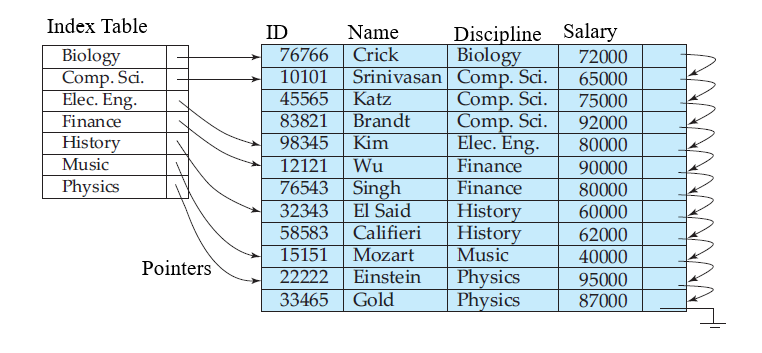 Index Table
Biology
Comp. Sci.
Elec. Eng.
Finance
History
Music
Physics
Pointers
ID Name Discipline Salary
76766 Crick Biology 72000
10101 Srinivasan Comp. Sci. 65000
45565 Katz Comp. Sci. 75000
83821 Brandt Comp. Sci. 92000
98345 Kim Elec. Eng. 80000
12121 Wu Finance 90000
76543 Singh Finance 80000
32343 El Said History 60000
58583 Califieri History 62000
15151 Mozart Music 40000
22222 Einstein Physics 95000
33465 Gold Physics 87000